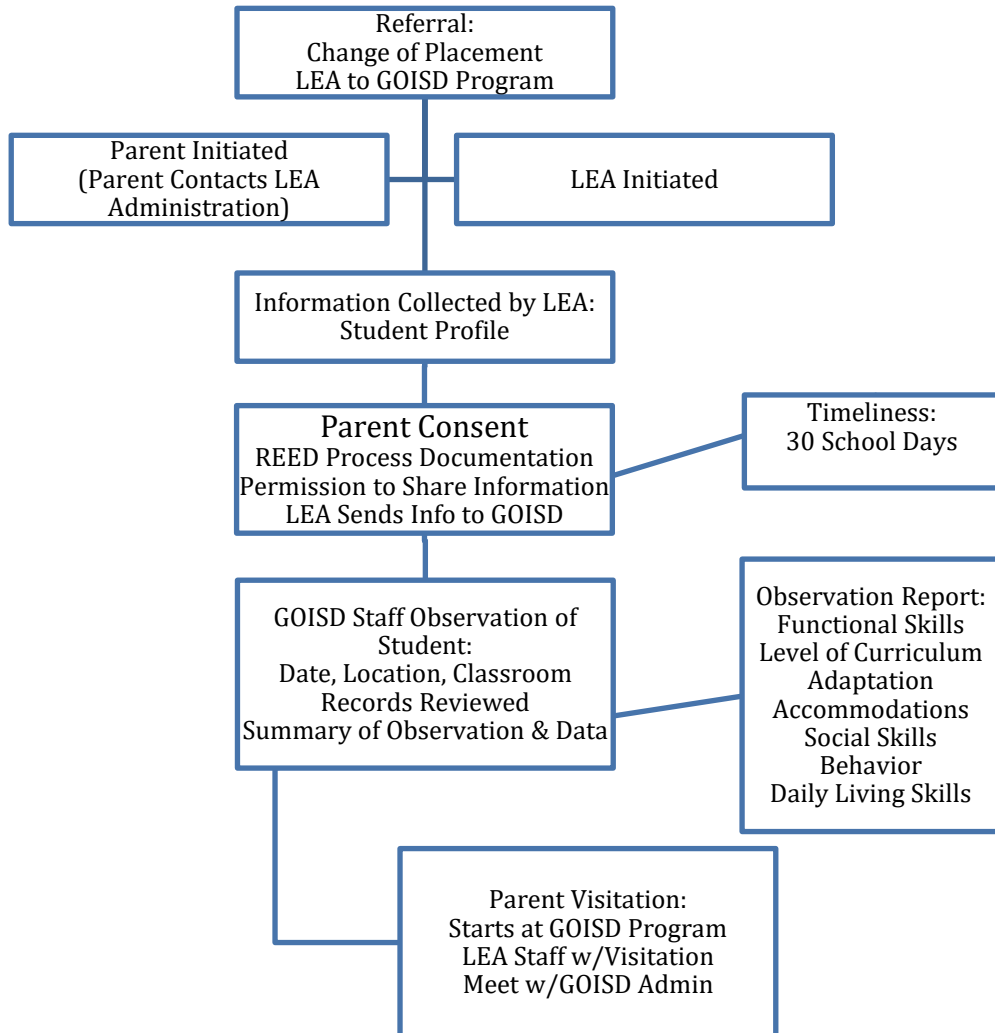 Referral:
Change of Placement
LEA to GOISD Program
Parent Initiated
(Parent Contacts LEA
Administration)
LEA Initiated
Information Collected by LEA:
Student Profile
Parent Consent
REED Process Documentation
Permission to Share Information
LEA Sends Info to GOISD
Timeliness:
30 School Days
GOISD Staff Observation of
Student:
Date, Location, Classroom
Records Reviewed
Summary of Observation & Data
Observation Report:
Functional Skills
Level of Curriculum
Adaptation
Accommodations
Social Skills
Behavior
Daily Living Skills
Parent Visitation:
Starts at GOISD Program
LEA Staff w/Visitation
Meet w/GOISD Admin